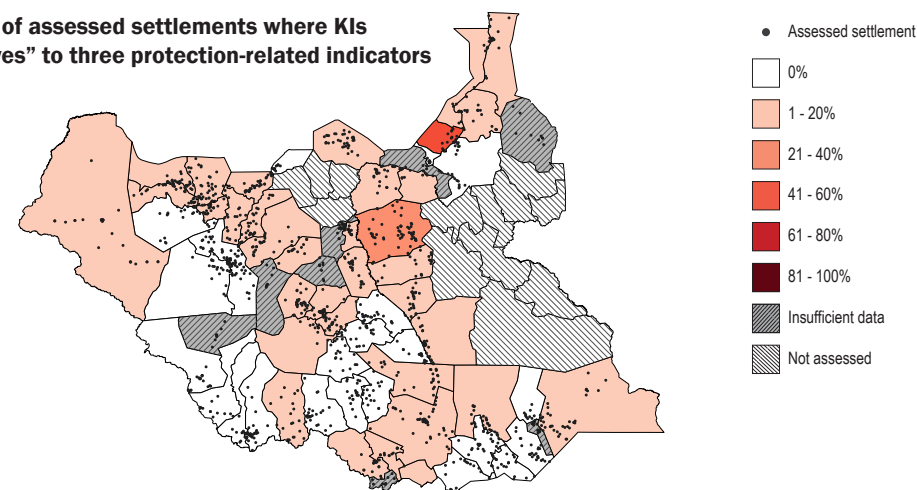 of assessed settlements where KIs
yes” to three protection-related indicators
Assessed settlement
0%
1 - 20%
21 - 40%
41 - 60%
61 - 80%
81 - 100%
Insufficient data
Not assessed